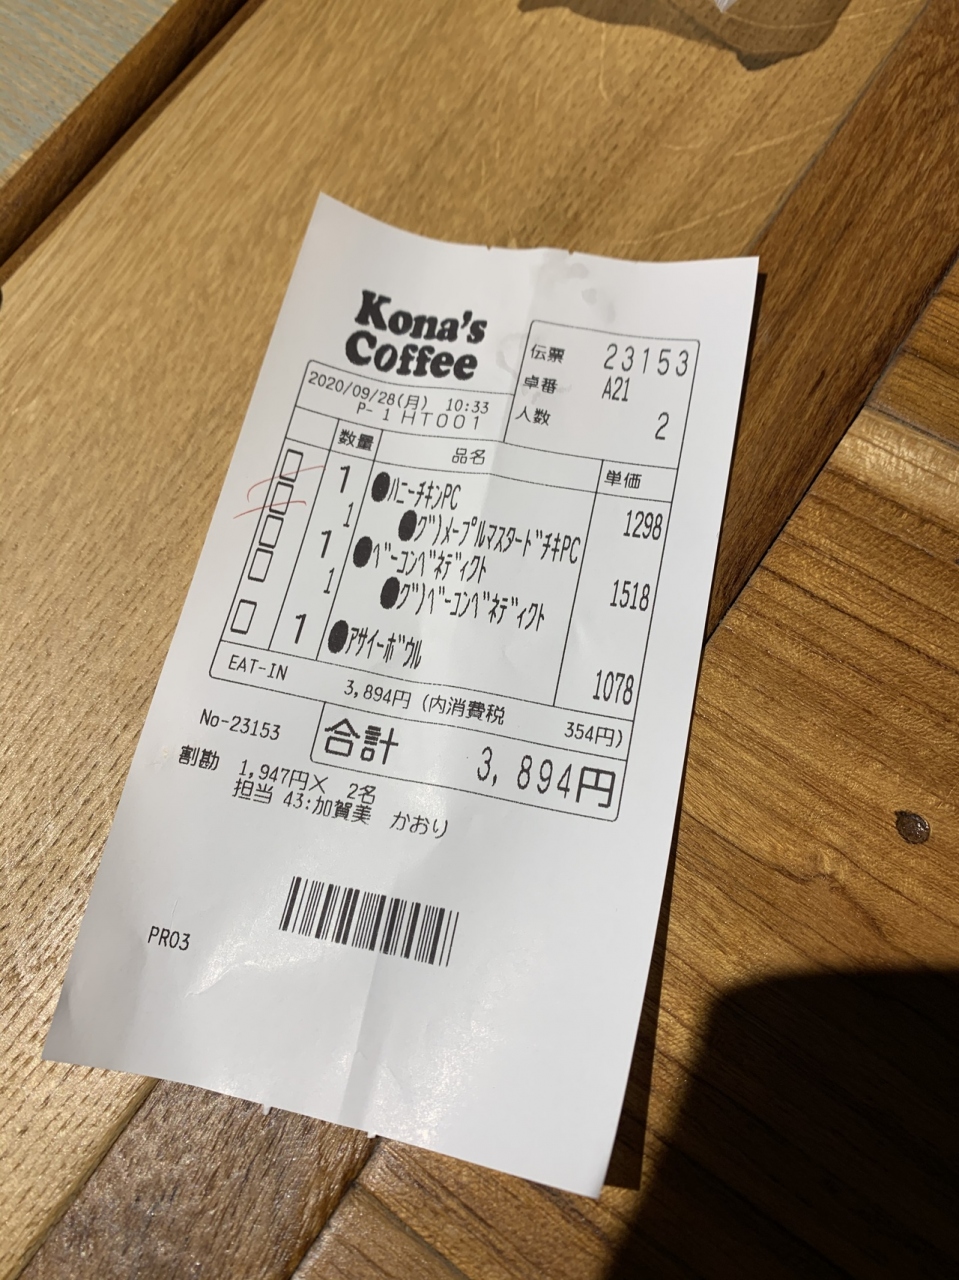 Kona's
Coffee
伝票 23153
卓番 A21
人数 2
2020/09/28(月) 10:33
P- 1 HT001
数量 品名 単価
1 ●ハニーチキンPC 1298
1 ●グ)メープルマスタードチキPC
1 ●ベーコンベネディクト 1518
1 ●グ)ベーコンベネディクト
1 ●アサイーボウル 1078
EAT-IN 3,894円 (内消費税 354円)
No-23153 合計 3,894円
割勘 1,947円× 2名
担当 43:加賀美 かおり
PR03